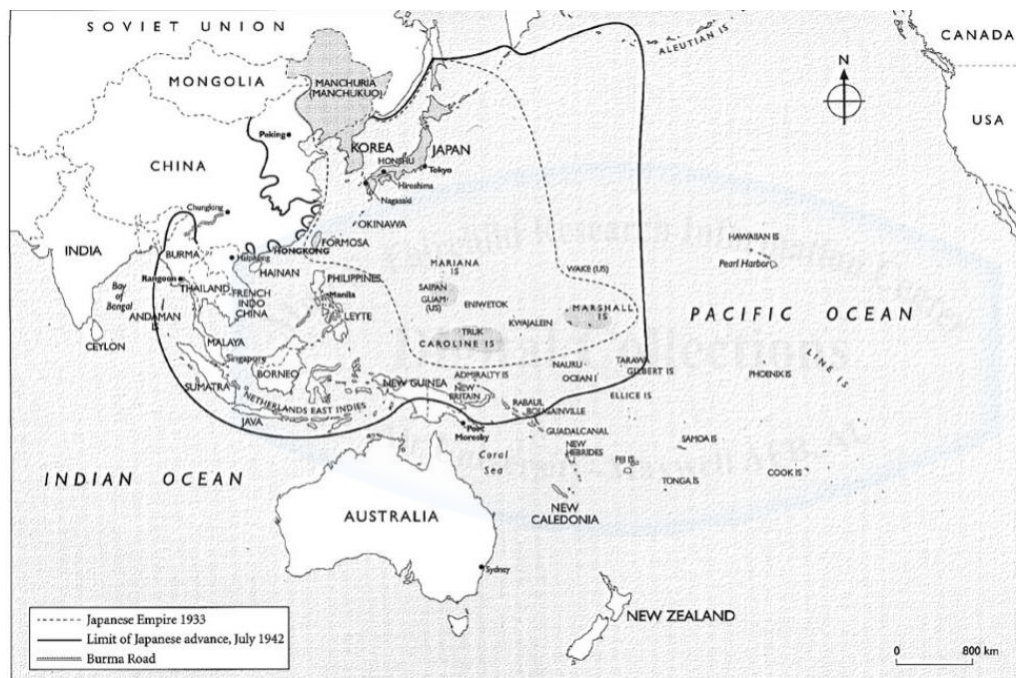 SOVIET UNION
ALEUTIAN IS
CANADA
MONGOLIA
MANCHURIA
(MANCHUKUO)
N
USA
Peking
KOREA
JAPAN
HONSHU
Tokyo
CHINA
Hiroshima
Nagasaki
Chungking
OKINAWA
HAWAIIAN IS
INDIA
BURMA
FORMOSA
HONGKONG
Pearl Harbor
MARIANA
IS
WAKE (US)
HAINAN
Rangoon
THAILAND
PHILIPPINES
SAIPAN
GUAM
(US)
Bay
of
Bengal
FRENCH
INDO
CHINA
Manila
LEYTE
ENIWETOK
MARSHALL
IS
ANDAMAN
IS
KWAJALEIN
PACIFIC OCEAN
CEYLON
MALAYA
TRUK
CAROLINE IS
Singapore
BORNEO
NAURU
OCEAN I
TARAWA
GILBERT IS
LINE IS
PHOENIX IS
SUMATRA
NETHERLANDS EAST INDIES
NEW GUINEA
ADMIRALTY IS
NEW
BRITAIN
RABAUL
BOUGAINVILLE
ELLICE IS
JAVA
Port
Moresby
GUADALCANAL
Coral
Sea
NEW
HEBRIDES
FIJI IS
SAMOA IS
TONGA IS
COOK IS
INDIAN OCEAN
NEW
CALEDONIA
AUSTRALIA
Sydney
NEW ZEALAND
Japanese Empire 1933
Limit of Japanese advance, July 1942
Burma Road
0 800 km